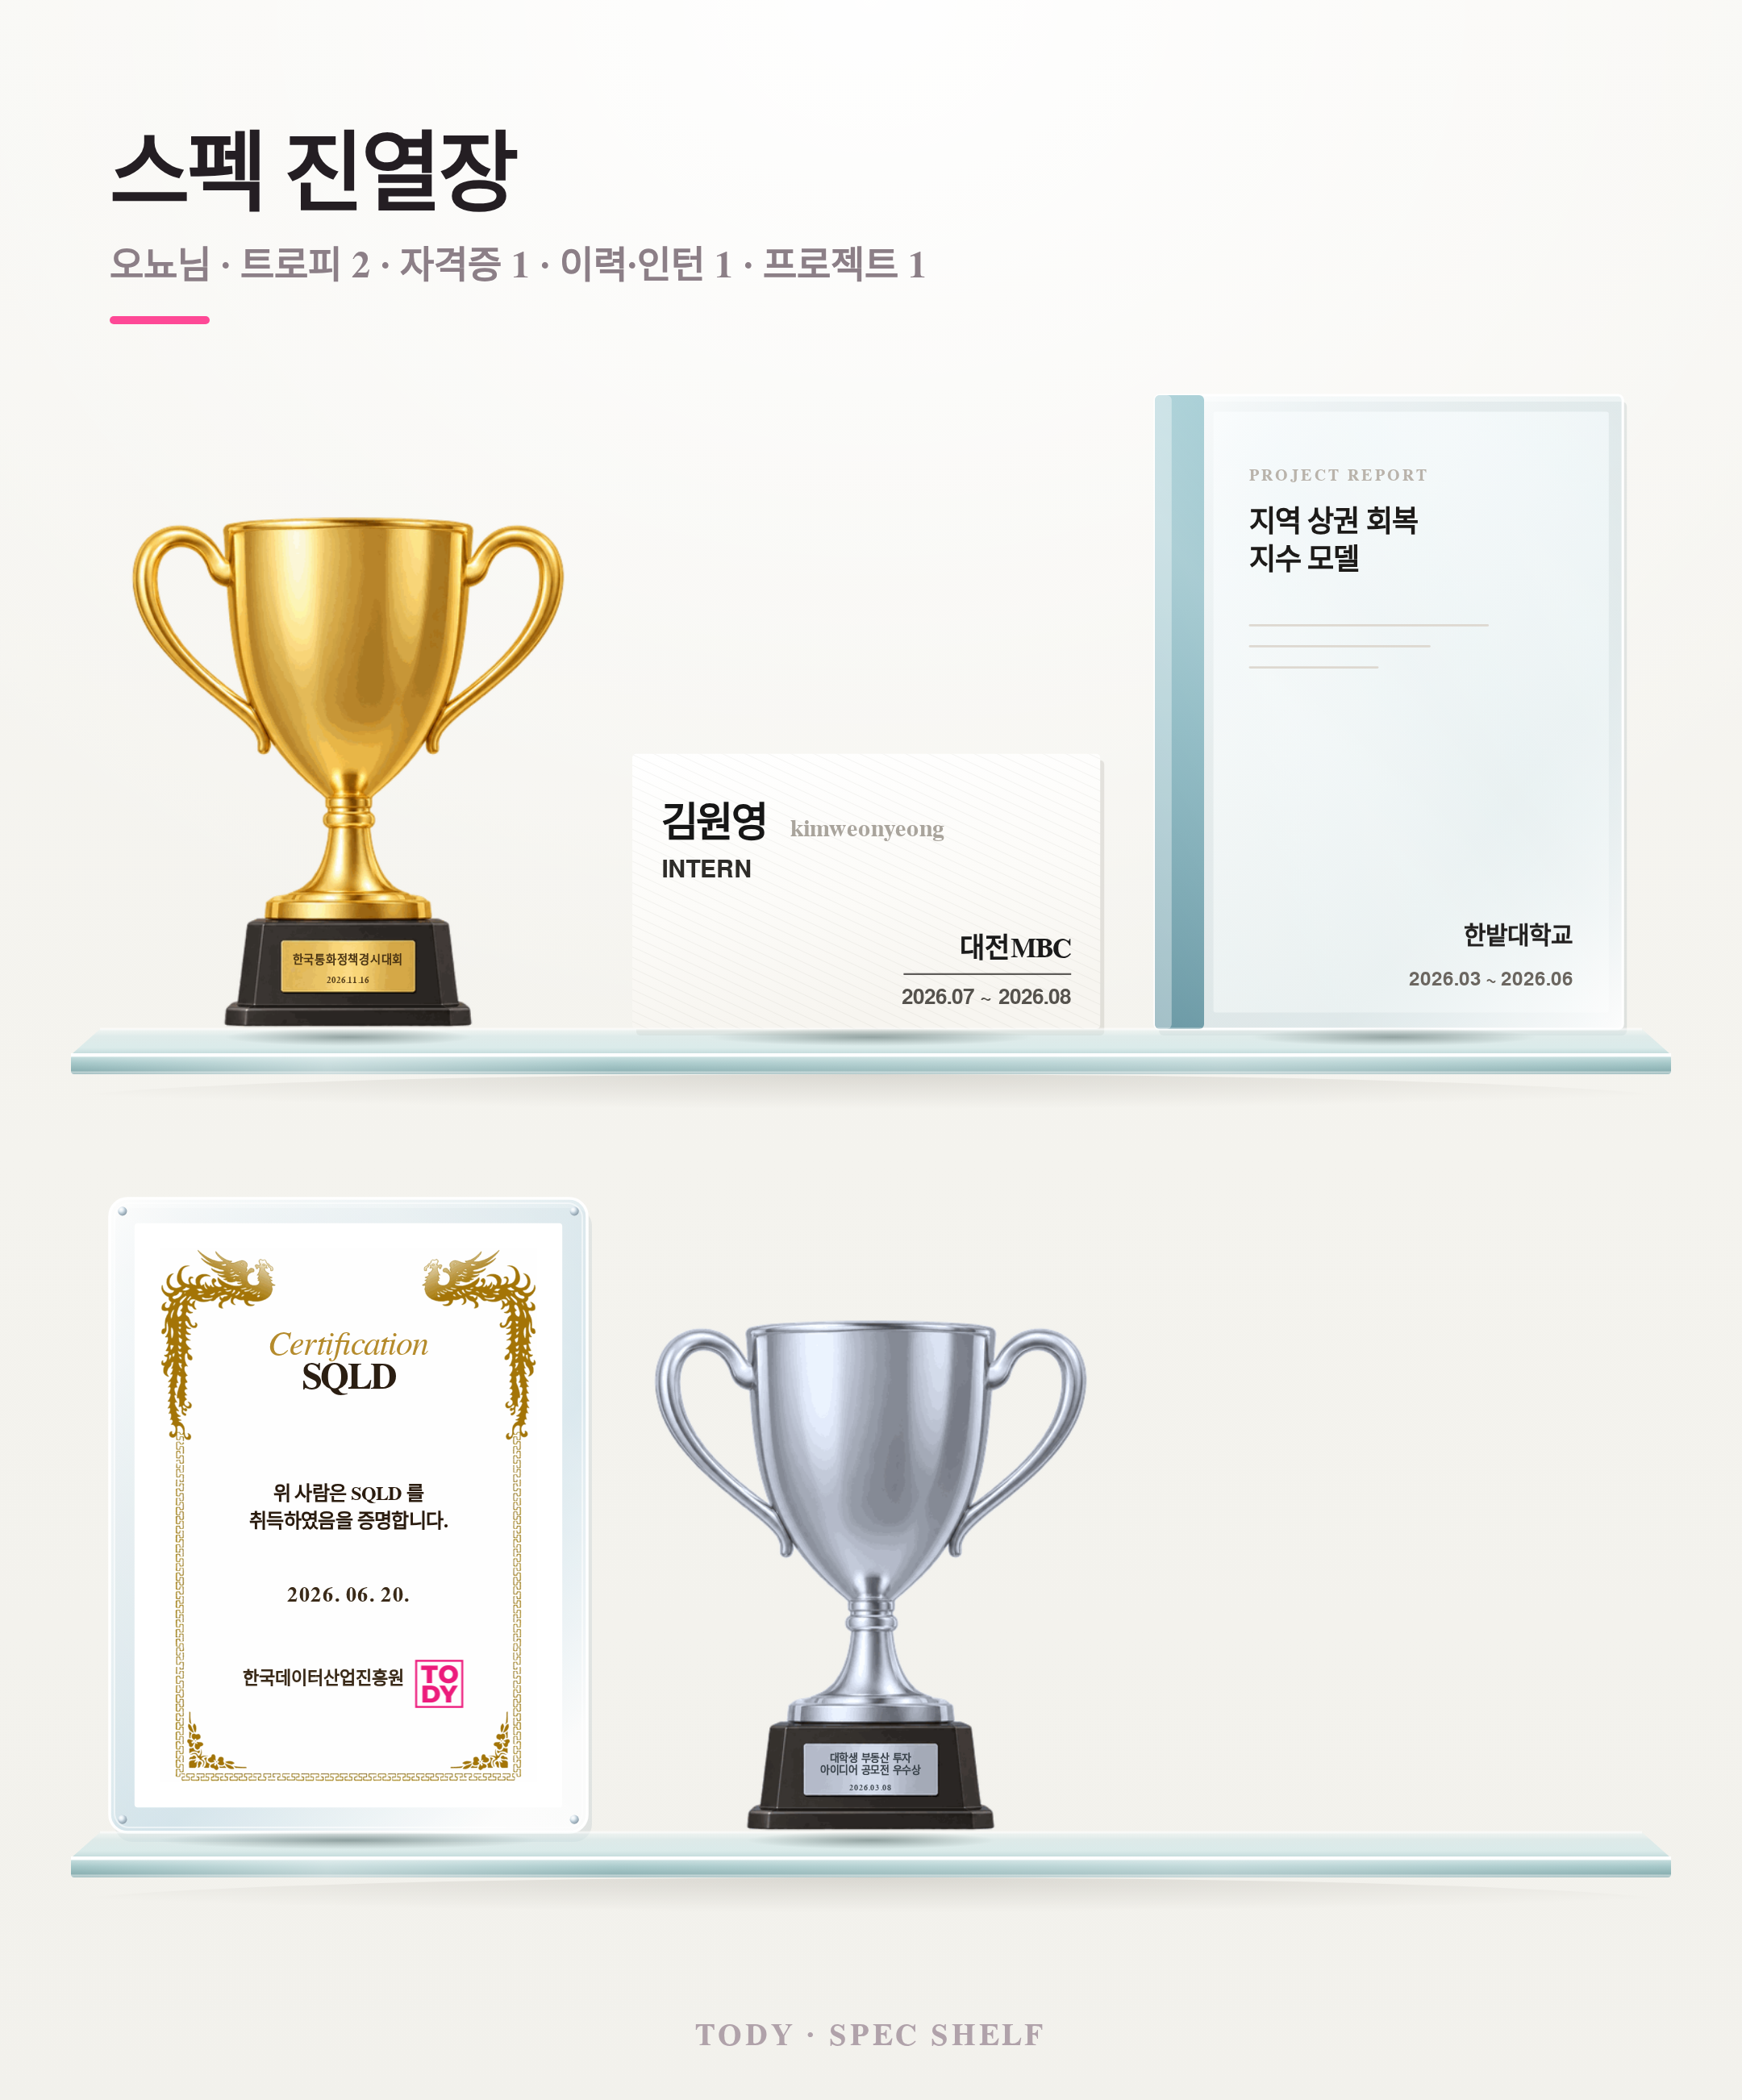 스펙 진열장
오뇨님 · 트로피 2 · 자격증 1 · 이력·인턴 1 · 프로젝트 1
한국통화정책경시대회
2026.11.16
김원영 kimweonyeong
INTERN
대전MBC
2026.07 ~ 2026.08
PROJECT REPORT
지역 상권 회복
지수 모델
한밭대학교
2026.03 ~ 2026.06
Certification
SQLD
위 사람은 SQLD 를
취득하였음을 증명합니다.
2026. 06. 20.
한국데이터산업진흥원
TO
DY
대학생 부동산 투자
아이디어 공모전 우수상
2026.03.08
TODY · SPEC SHELF